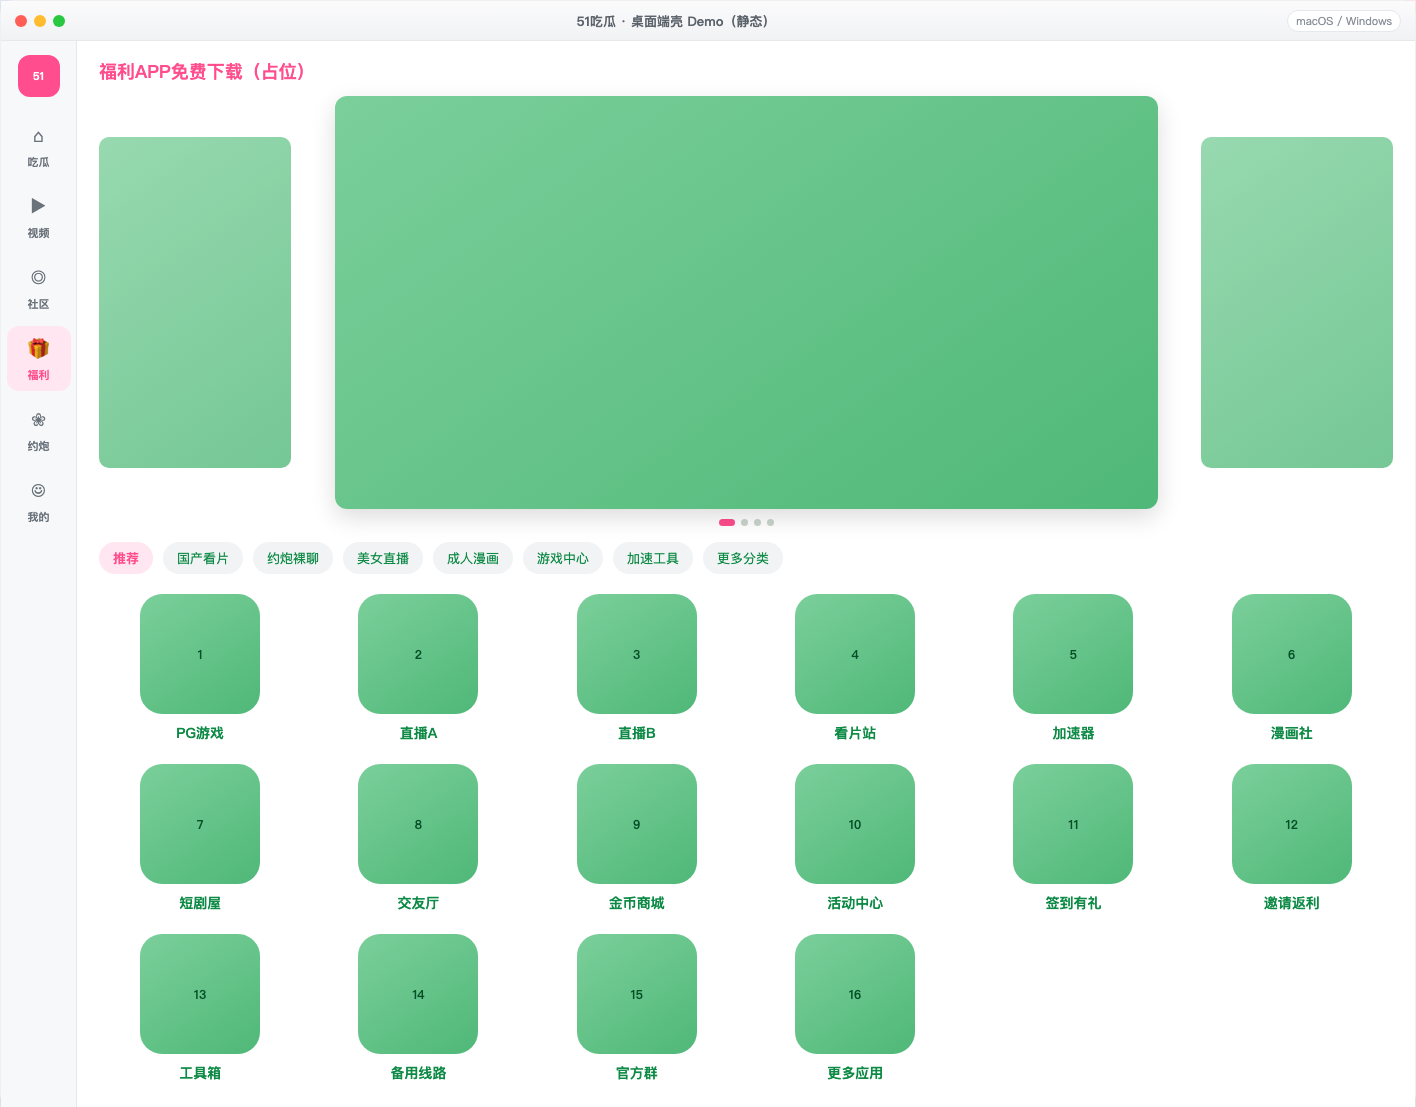 51吃瓜 · 桌面端壳 Demo（静态）
macOS / Windows
51
吃瓜
视频
社区
福利
约炮
我的
福利APP免费下载（占位）
推荐 国产看片 约炮裸聊 美女直播 成人漫画 游戏中心 加速工具 更多分类
1 2 3 4 5 6
PG游戏 直播A 直播B 看片站 加速器 漫画社
7 8 9 10 11 12
短剧屋 交友厅 金币商城 活动中心 签到有礼 邀请返利
13 14 15 16
工具箱 备用线路 官方群 更多应用